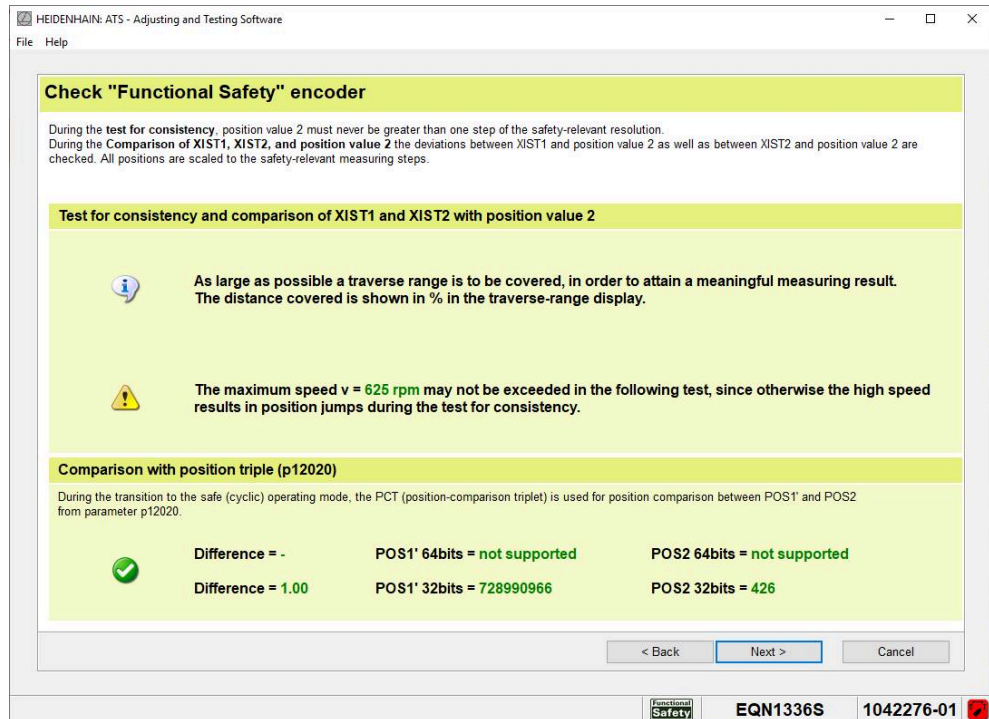 HEIDENHAIN: ATS - Adjusting and Testing Software
File Help
Check "Functional Safety" encoder
During the test for consistency, position value 2 must never be greater than one step of the safety-relevant resolution.
During the Comparison of XIST1, XIST2, and position value 2 the deviations between XIST1 and position value 2 as well as between XIST2 and position value 2 are
checked. All positions are scaled to the safety-relevant measuring steps.
Test for consistency and comparison of XIST1 and XIST2 with position value 2
As large as possible a traverse range is to be covered, in order to attain a meaningful measuring result.
The distance covered is shown in % in the traverse-range display.
The maximum speed v = 625 rpm may not be exceeded in the following test, since otherwise the high speed
results in position jumps during the test for consistency.
Comparison with position triple (p12020)
During the transition to the safe (cyclic) operating mode, the PCT (position-comparison triplet) is used for position comparison between POS1' and POS2
from parameter p12020.
Difference = - POS1' 64bits = not supported POS2 64bits = not supported
Difference = 1.00 POS1' 32bits = 728990966 POS2 32bits = 426
< Back Next > Cancel
Functional
Safety EQN1336S 1042276-01